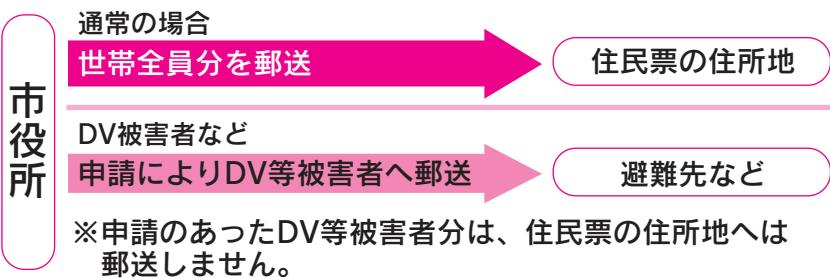 市役所
通常の場合
世帯全員分を郵送
住民票の住所地
DV被害者など
申請によりDV等被害者へ郵送
避難先など
※申請のあったDV等被害者分は、住民票の住所地へは
郵送しません。